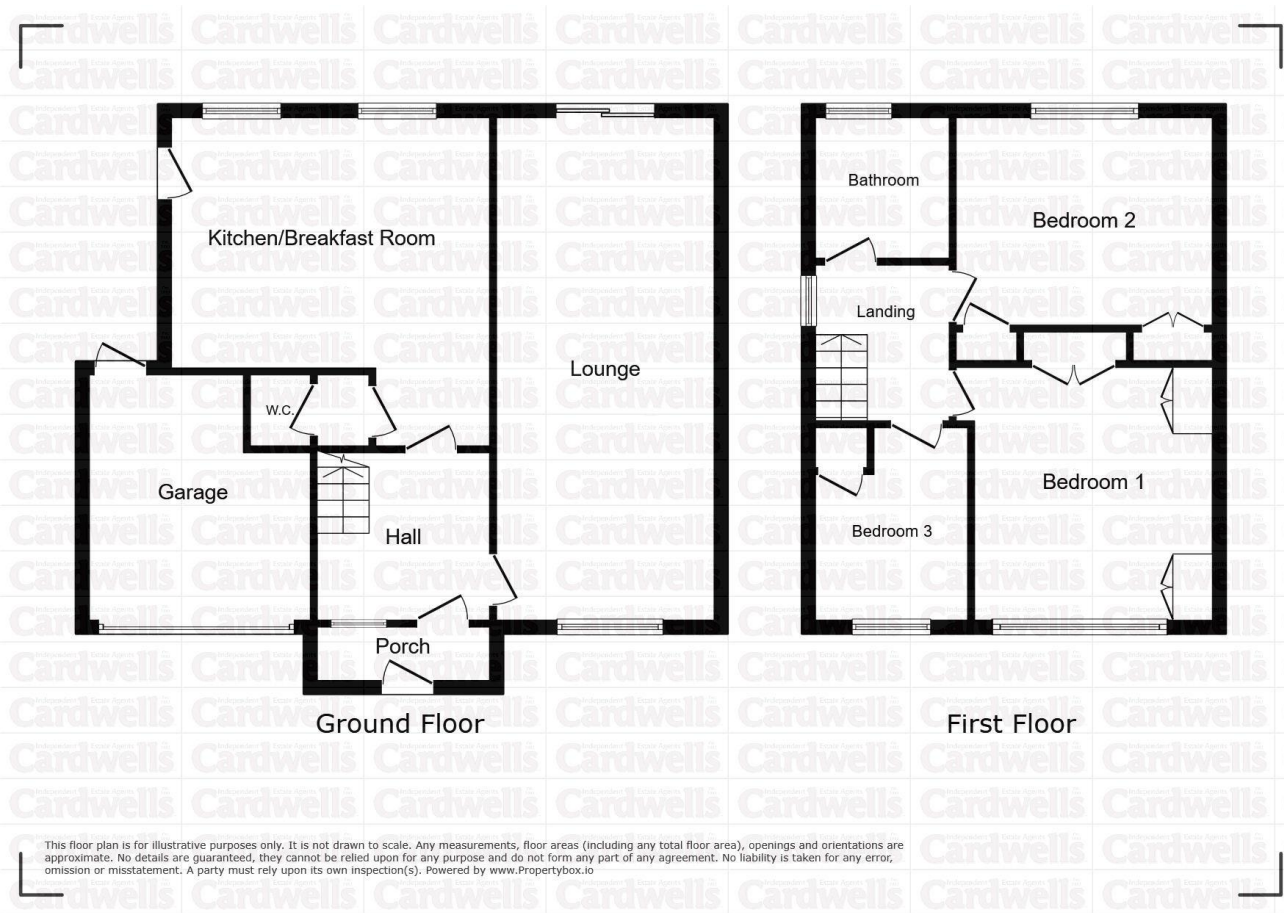 Bathroom
Bedroom 2
Kitchen/Breakfast Room
Landing
Lounge
W.C.
Bedroom 1
Garage
Bedroom 3
Hall
Porch
Ground Floor
First Floor
This floor plan is for illustrative purposes only. It is not drawn to scale. Any measurements, floor areas (including any total floor area), openings and orientations are
approximate. No details are guaranteed, they cannot be relied upon for any purpose and do not form any part of any agreement. No liability is taken for any error,
omission or misstatement. A party must rely upon its own inspection(s). Powered by www.Propertybox.io
Cardwells
Independent Estate Agents